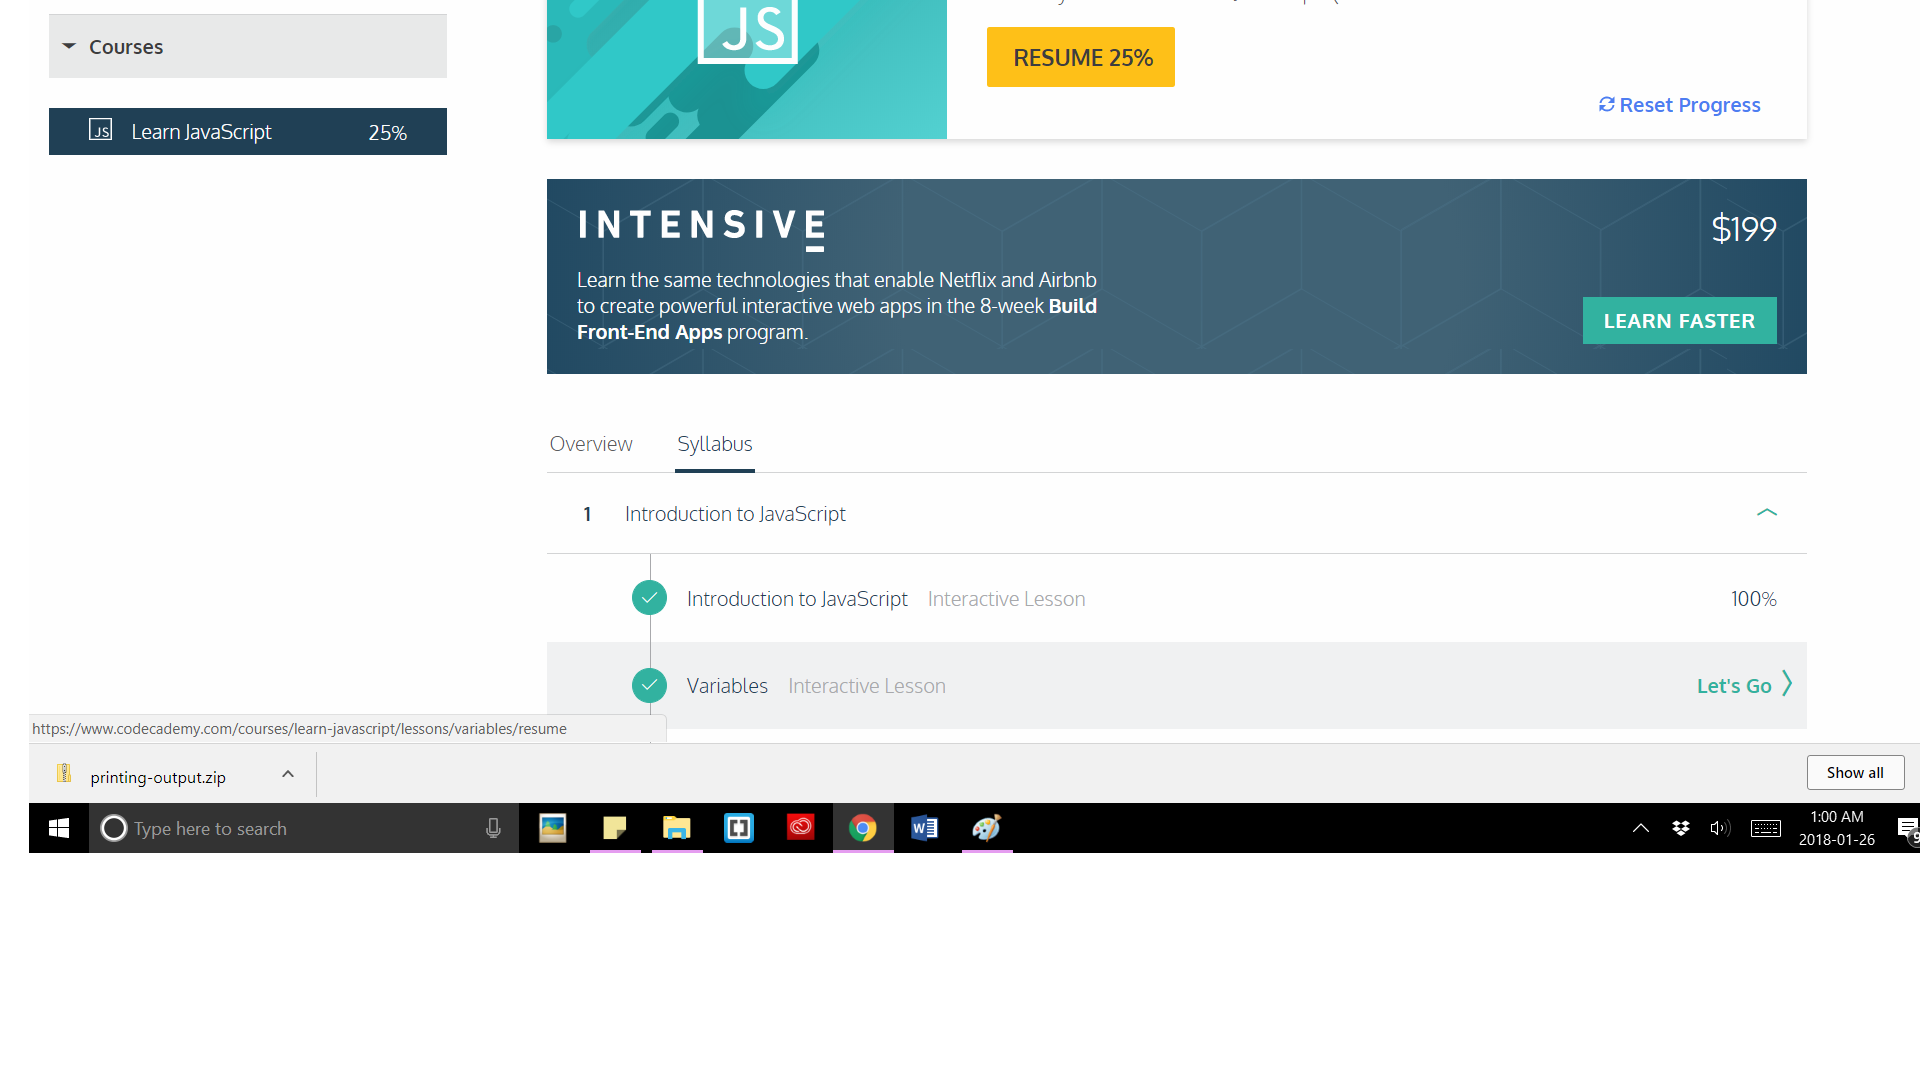 Courses
JS Learn JavaScript 25%
JS
RESUME 25%
Reset Progress
INTENSIVE
$199
Learn the same technologies that enable Netflix and Airbnb
to create powerful interactive web apps in the 8-week Build
Front-End Apps program.
LEARN FASTER
Overview Syllabus
1 Introduction to JavaScript
Introduction to JavaScript Interactive Lesson 100%
Variables Interactive Lesson Let's Go
https://www.codecademy.com/courses/learn-javascript/lessons/variables/resume
printing-output.zip
Show all
Type here to search
W
1:00 AM
2018-01-26